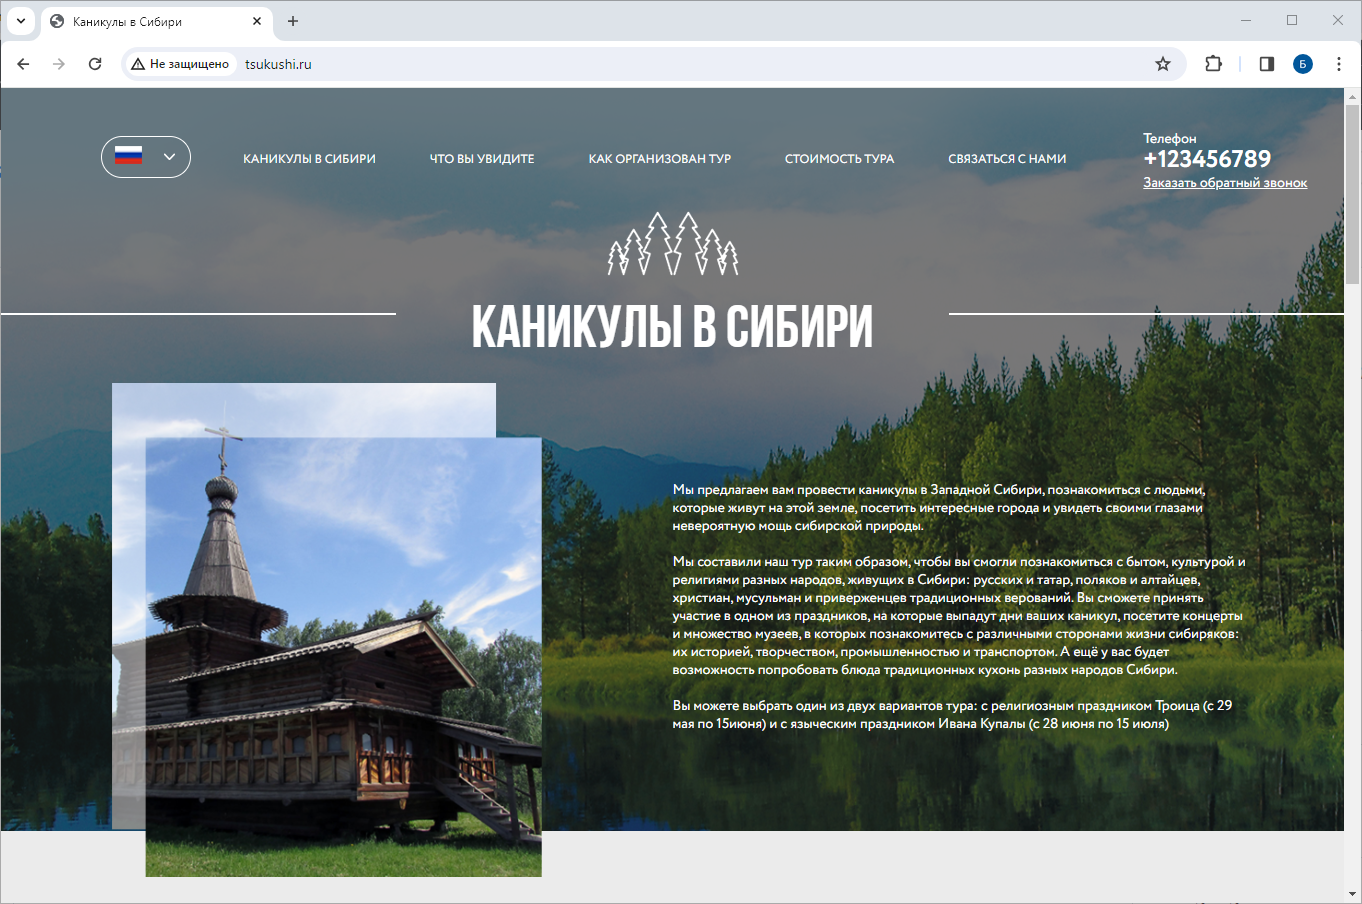 Каникулы в Сибири
Не защищено
tsukushi.ru
Б
КАНИКУЛЫ В СИБИРИ
ЧТО ВЫ УВИДИТЕ
КАК ОРГАНИЗОВАН ТУР
СТОИМОСТЬ ТУРА
СВЯЗАТЬСЯ С НАМИ
Телефон
+123456789
Заказать обратный звонок
КАНИКУЛЫ В СИБИРИ
Мы предлагаем вам провести каникулы в Западной Сибири, познакомиться с людьми,
которые живут на этой земле, посетить интересные города и увидеть своими глазами
невероятную мощь сибирской природы.
Мы составили наш тур таким образом, чтобы вы смогли познакомиться с бытом, культурой и
религиями разных народов, живущих в Сибири: русских и татар, поляков и алтайцев,
христиан, мусульман и приверженцев традиционных верований. Вы сможете принять
участие в одном из праздников, на которые выпадут дни ваших каникул, посетите концерты
и множество музеев, в которых познакомитесь с различными сторонами жизни сибиряков:
их историей, творчеством, промышленностью и транспортом. А ещё у вас будет
возможность попробовать блюда традиционных кухонь разных народов Сибири.
Вы можете выбрать один из двух вариантов тура: с религиозным праздником Троица (с 29
мая по 15июня) и с языческим праздником Ивана Купалы (с 28 июня по 15 июля)